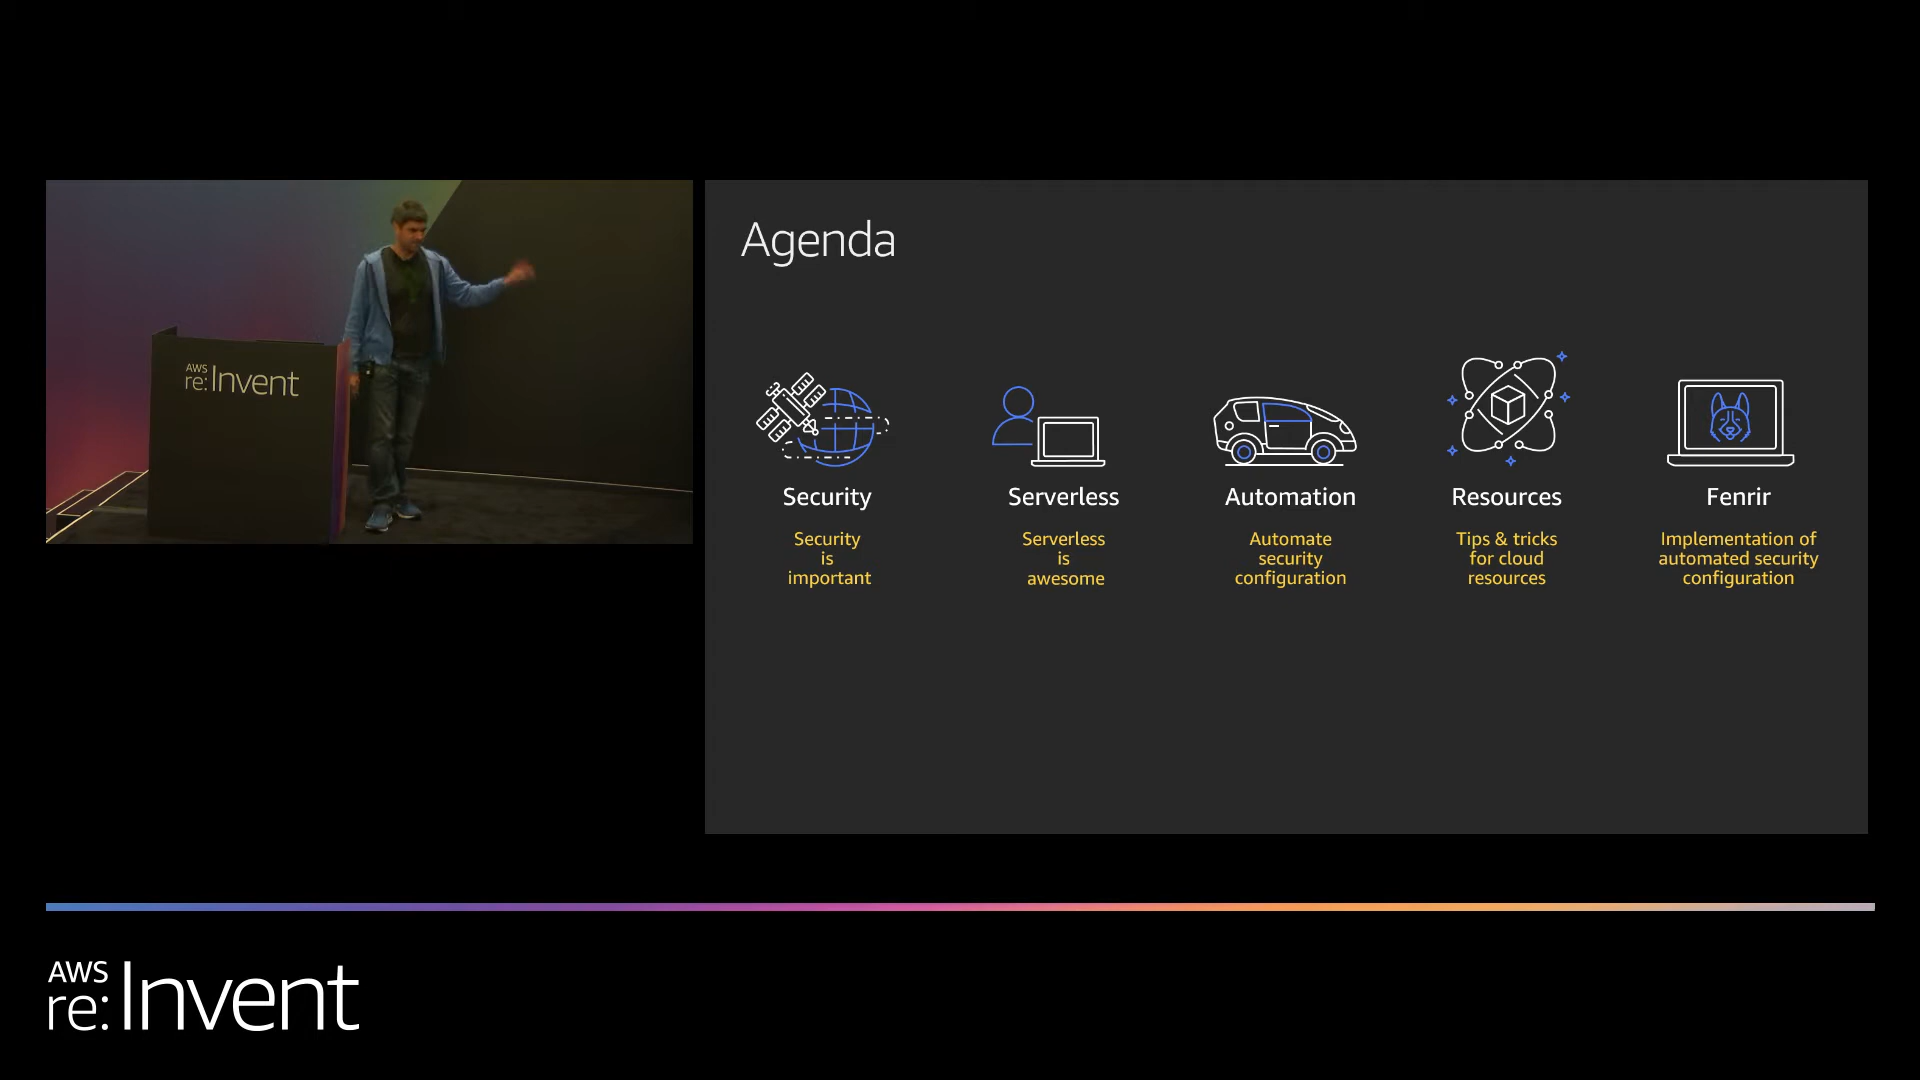 AWS
re:Invent
Agenda
Security
Security
is
important
Serverless
Serverless
is
awesome
Automation
Automate
security
configuration
Resources
Tips & tricks
for cloud
resources
Fenrir
Implementation of
automated security
configuration
AWS
re:Invent